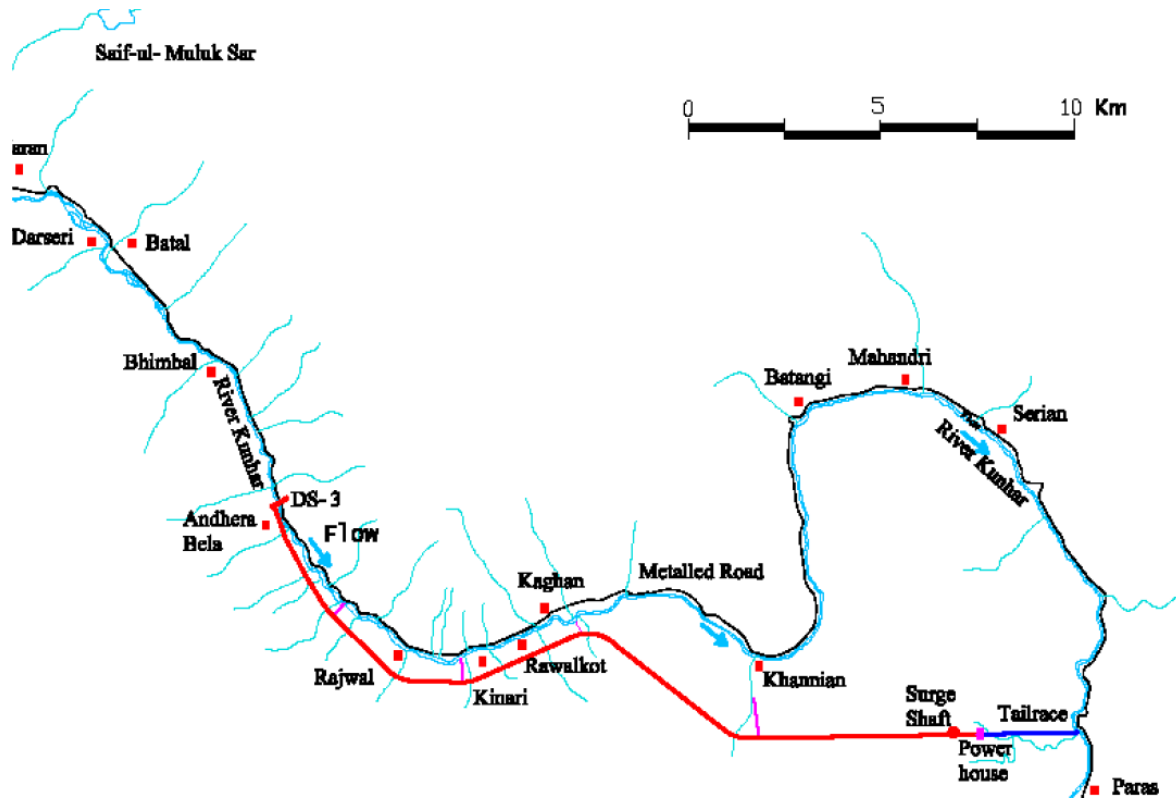 Saif-ul- Muluk Sar
0 5 10 Km
aran
Darseri
Batal
Bhimbal
River Kunhar
DS-3
Andhera
Bela
Flow
Mahandri
Batangi
Serian
River Kunhar
Kaghan
Metalled Road
Rajwal
Kinari
Rawalkot
Khannian
Surge
Shaft
Tailrace
Power
house
Paras